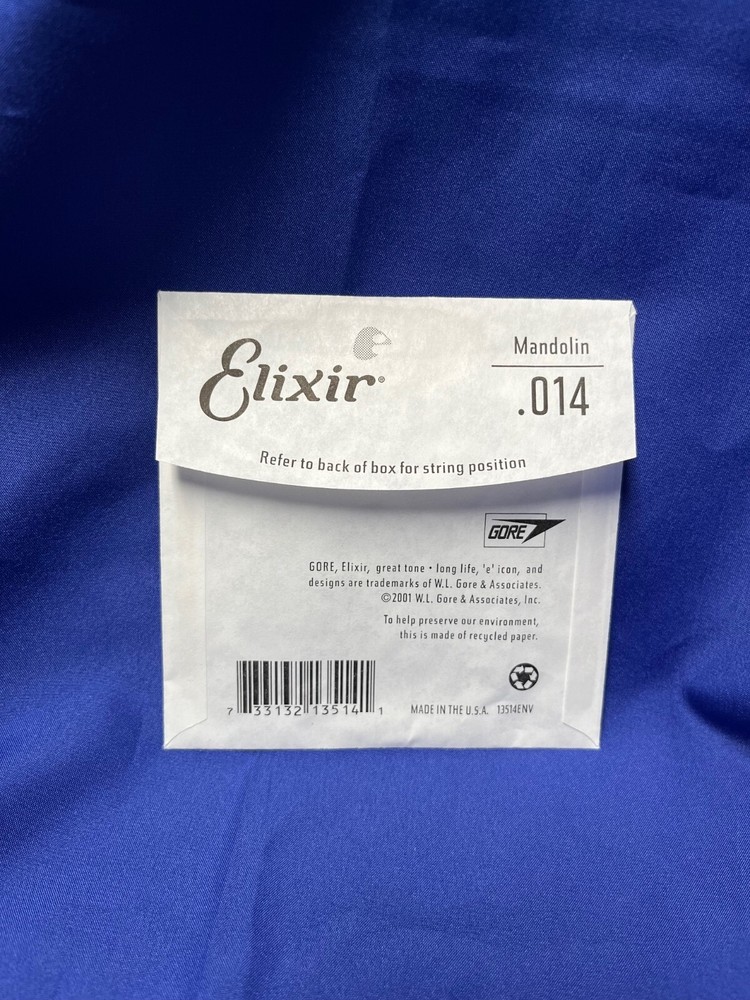 Elixir®
Mandolin
.014
Refer to back of box for string position
GORE
GORE, Elixir, great tone • long life, 'e' icon, and
designs are trademarks of W.L. Gore & Associates.
©2001 W.L. Gore & Associates, Inc.
To help preserve our environment,
this is made of recycled paper.
7 33132 13514 1
MADE IN THE U.S.A. 13514ENV